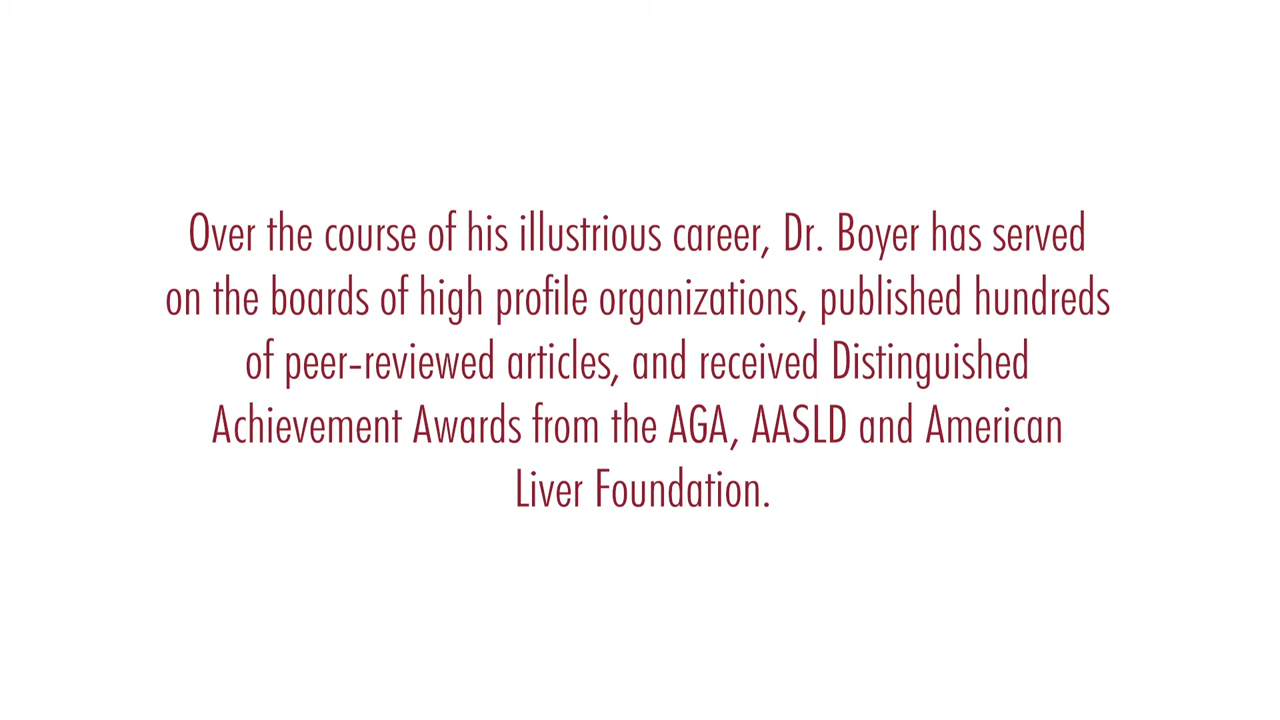 Over the course of his illustrious career, Dr. Boyer has served
on the boards of high profile organizations, published hundreds
of peer-reviewed articles, and received Distinguished
Achievement Awards from the AGA, AASLD and American
Liver Foundation.